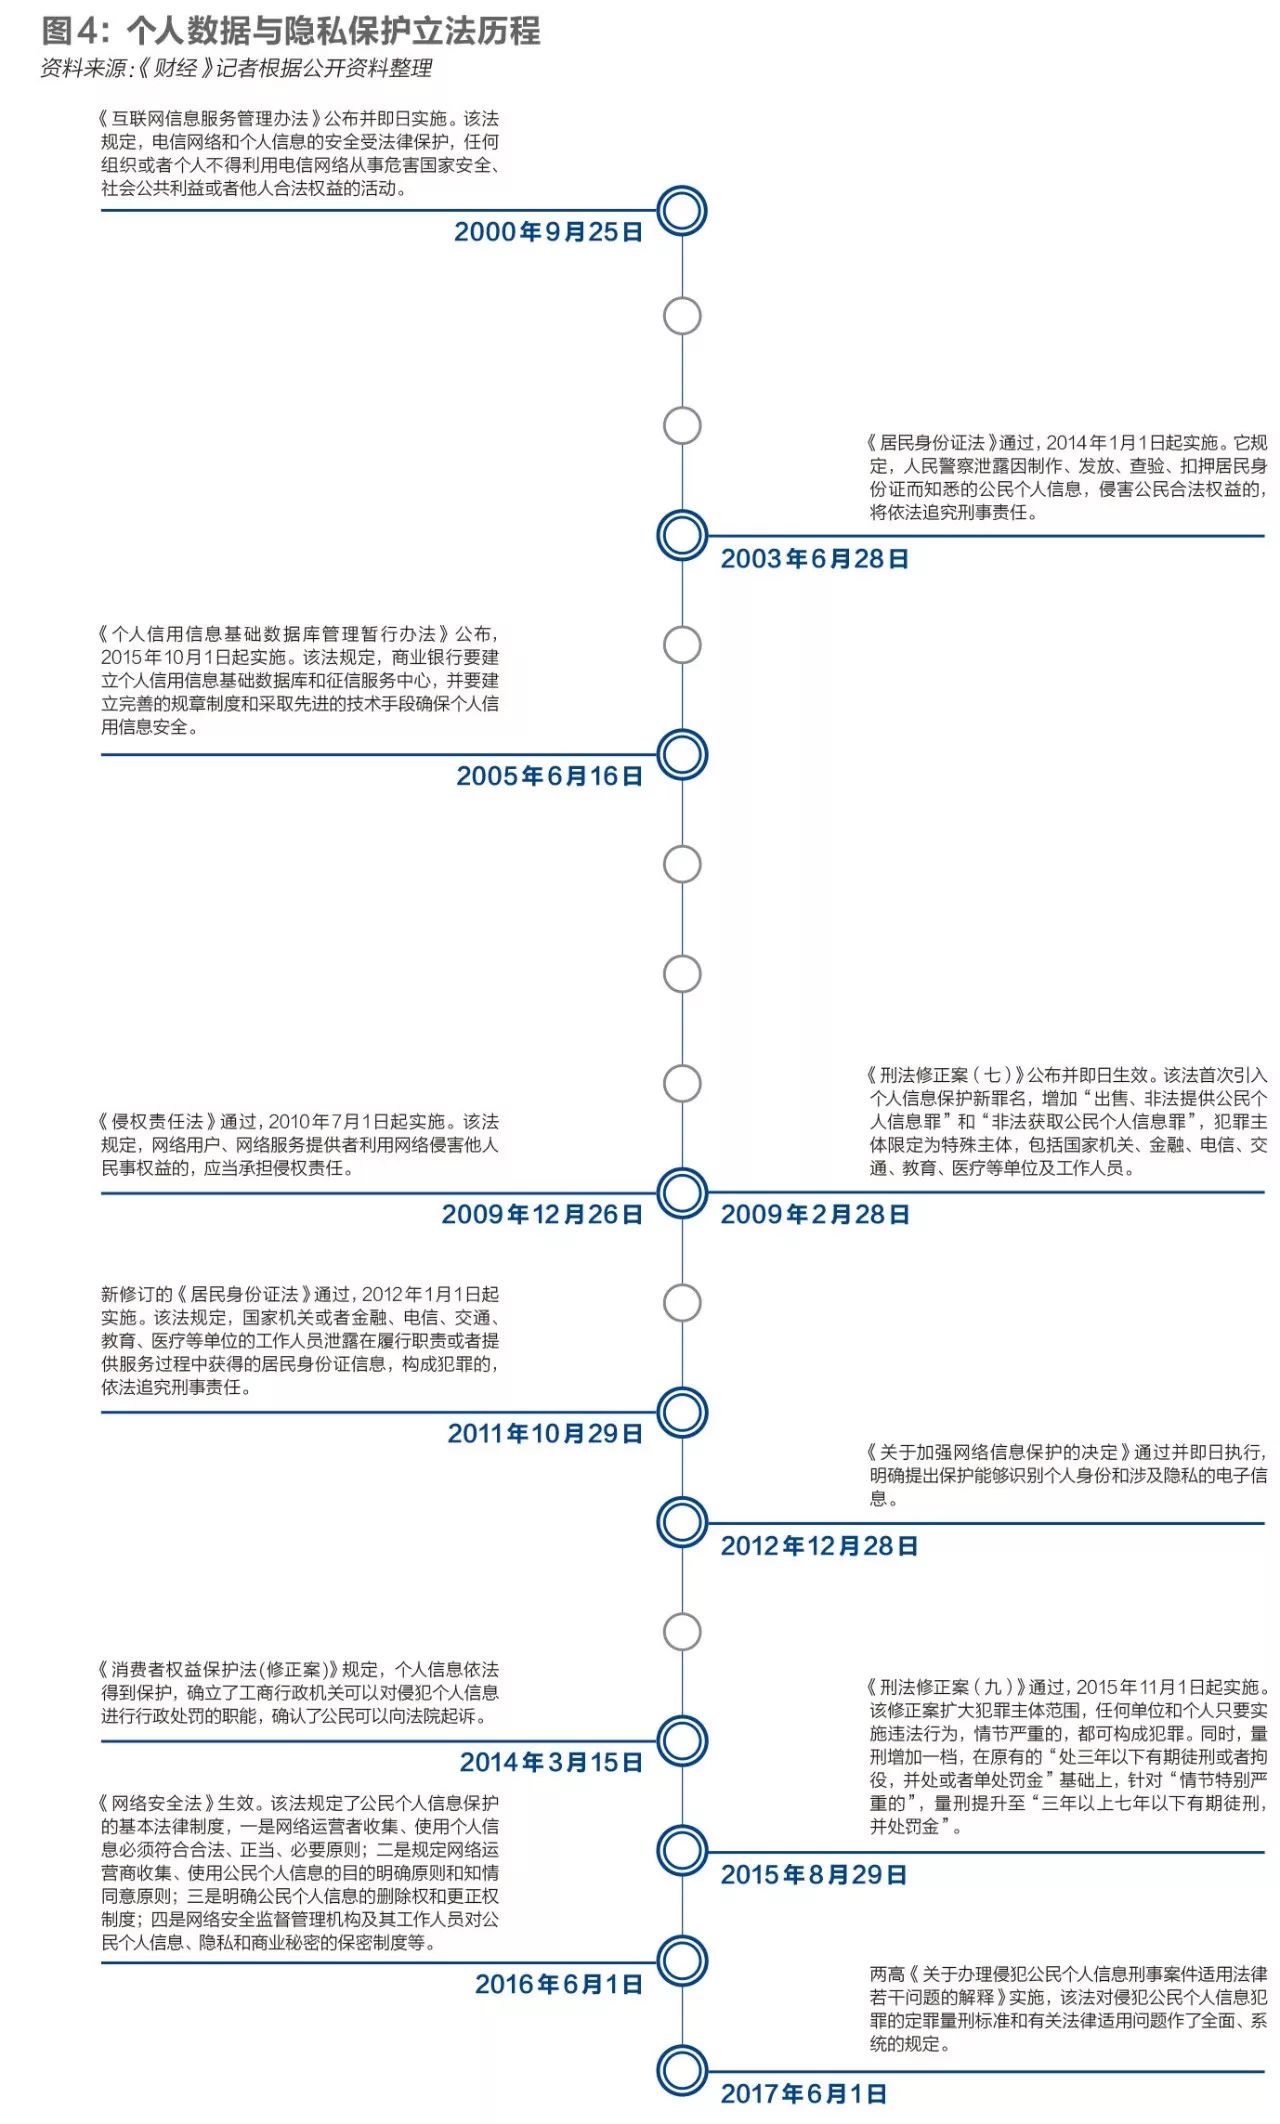 图4：个人数据与隐私保护立法历程
资料来源：《财经》记者根据公开资料整理
《互联网信息服务管理办法》公布并即日实施。该法
规定，电信网络和个人信息的安全受法律保护，任何
组织或者个人不得利用电信网络从事危害国家安全、
社会公共利益或者他人合法权益的活动。
2000年9月25日
《居民身份证法》通过，2014年1月1日起实施。它规
定，人民警察泄露因制作、发放、查验、扣押居民身
份证而知悉的公民个人信息，侵害公民合法权益的，
将依法追究刑事责任。
2003年6月28日
《个人信用信息基础数据库管理暂行办法》公布，
2015年10月1日起实施。该法规定，商业银行要建
立个人信用信息基础数据库和征信服务中心，并要建
立完善的规章制度和采取先进的技术手段确保个人信
用信息安全。
2005年6月16日
《刑法修正案（七）》公布并即日生效。该法首次引入
个人信息保护新罪名，增加“出售、非法提供公民个
人信息罪”和“非法获取公民个人信息罪”，犯罪主
体限定为特殊主体，包括国家机关、金融、电信、交
通、教育、医疗等单位及工作人员。
2009年2月28日
《侵权责任法》通过，2010年7月1日起实施。该法
规定，网络用户、网络服务提供者利用网络侵害他人
民事权益的，应当承担侵权责任。
2009年12月26日
新修订的《居民身份证法》通过，2012年1月1日起
实施。该法规定，国家机关或者金融、电信、交通、
教育、医疗等单位的工作人员泄露在履行职责或者提
供服务过程中获得的居民身份证信息，构成犯罪的，
依法追究刑事责任。
2011年10月29日
《关于加强网络信息保护的决定》通过并即日执行，
明确提出保护能够识别个人身份和涉及隐私的电子信
息。
2012年12月28日
《消费者权益保护法(修正案)》规定，个人信息依法
得到保护，确立了工商行政机关可以对侵犯个人信息
进行行政处罚的职能，确认了公民可以向法院起诉。
2014年3月15日
《刑法修正案（九）》通过，2015年11月1日起实施。
该修正案扩大犯罪主体范围，任何单位和个人只要实
施违法行为，情节严重的，都可构成犯罪。同时，量
刑增加一档，在原有的“处三年以下有期徒刑或者拘
役，并处或者单处罚金”基础上，针对“情节特别严
重的”，量刑提升至“三年以上七年以下有期徒刑，
并处罚金”。
2015年8月29日
《网络安全法》生效。该法规定了公民个人信息保护
的基本法律制度，一是网络运营者收集、使用个人信
息必须符合合法、正当、必要原则；二是规定网络运
营商收集、使用公民个人信息的目的明确原则和知情
同意原则；三是明确公民个人信息的删除权和更正权
制度；四是网络安全监督管理机构及其工作人员对公
民个人信息、隐私和商业秘密的保密制度等。
2016年6月1日
两高《关于办理侵犯公民个人信息刑事案件适用法律
若干问题的解释》实施，该法对侵犯公民个人信息犯
罪的定罪量刑标准和有关法律适用问题作了全面、系
统的规定。
2017年6月1日